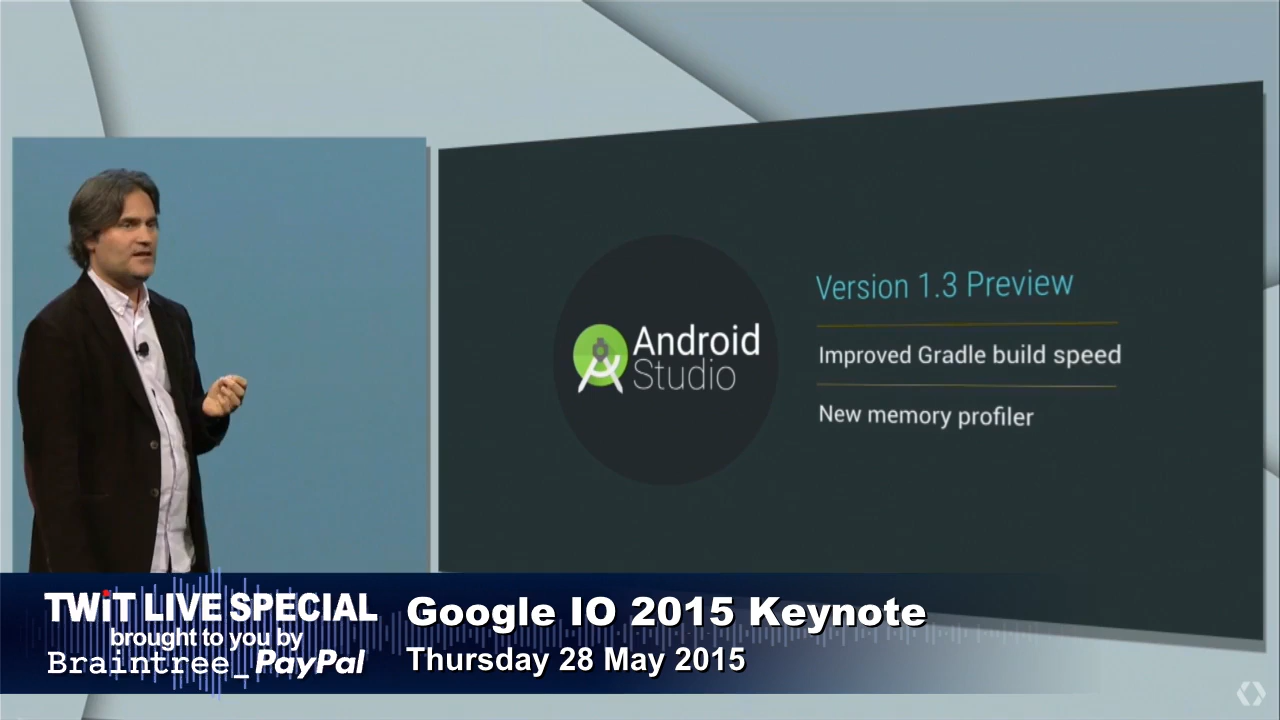 Android
Studio
Version 1.3 Preview
Improved Gradle build speed
New memory profiler
TWiT LIVE SPECIAL
brought to you by
Braintree_PayPal
Google IO 2015 Keynote
Thursday 28 May 2015